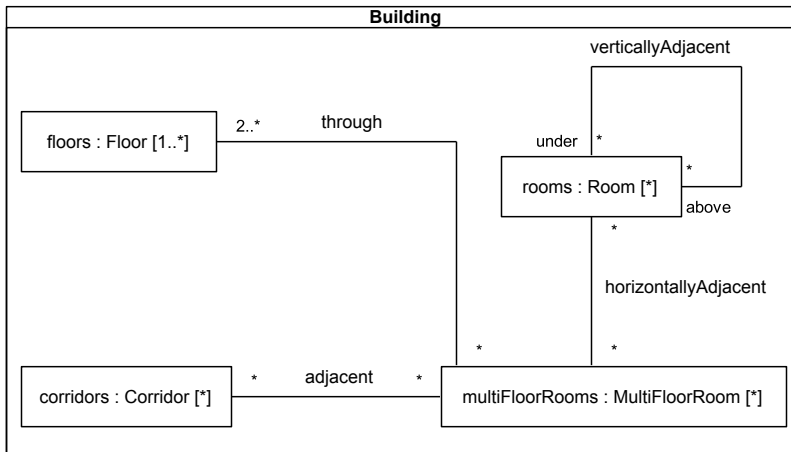 Building
verticallyAdjacent
2..*
through
floors : Floor [1..*]
under
*
*
rooms : Room [*]
above
*
horizontallyAdjacent
*
*
*
adjacent
*
corridors : Corridor [*]
multiFloorRooms : MultiFloorRoom [*]